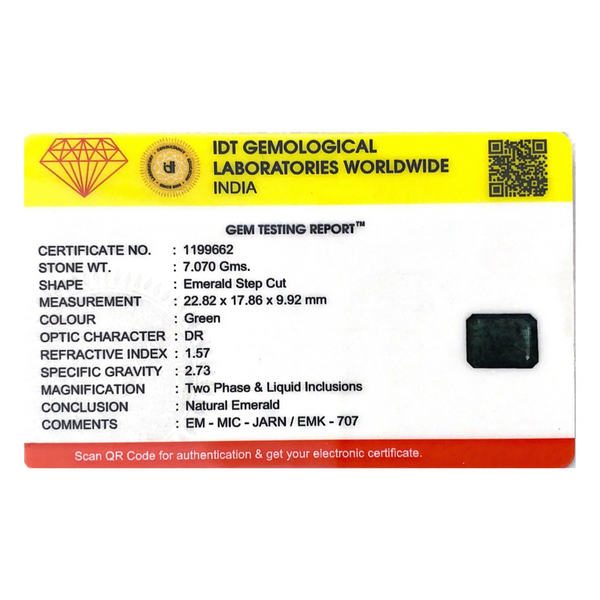 IDT GEMOLOGICAL
LABORATORIES WORLDWIDE
INDIA
GEM TESTING REPORT™
CERTIFICATE NO. : 1199662
STONE WT. : 7.070 Gms.
SHAPE : Emerald Step Cut
MEASUREMENT : 22.82 x 17.86 x 9.92 mm
COLOUR : Green
OPTIC CHARACTER : DR
REFRACTIVE INDEX : 1.57
SPECIFIC GRAVITY : 2.73
MAGNIFICATION : Two Phase & Liquid Inclusions
CONCLUSION : Natural Emerald
COMMENTS : EM - MIC - JARN / EMK - 707
Scan QR Code for authentication & get your electronic certificate.